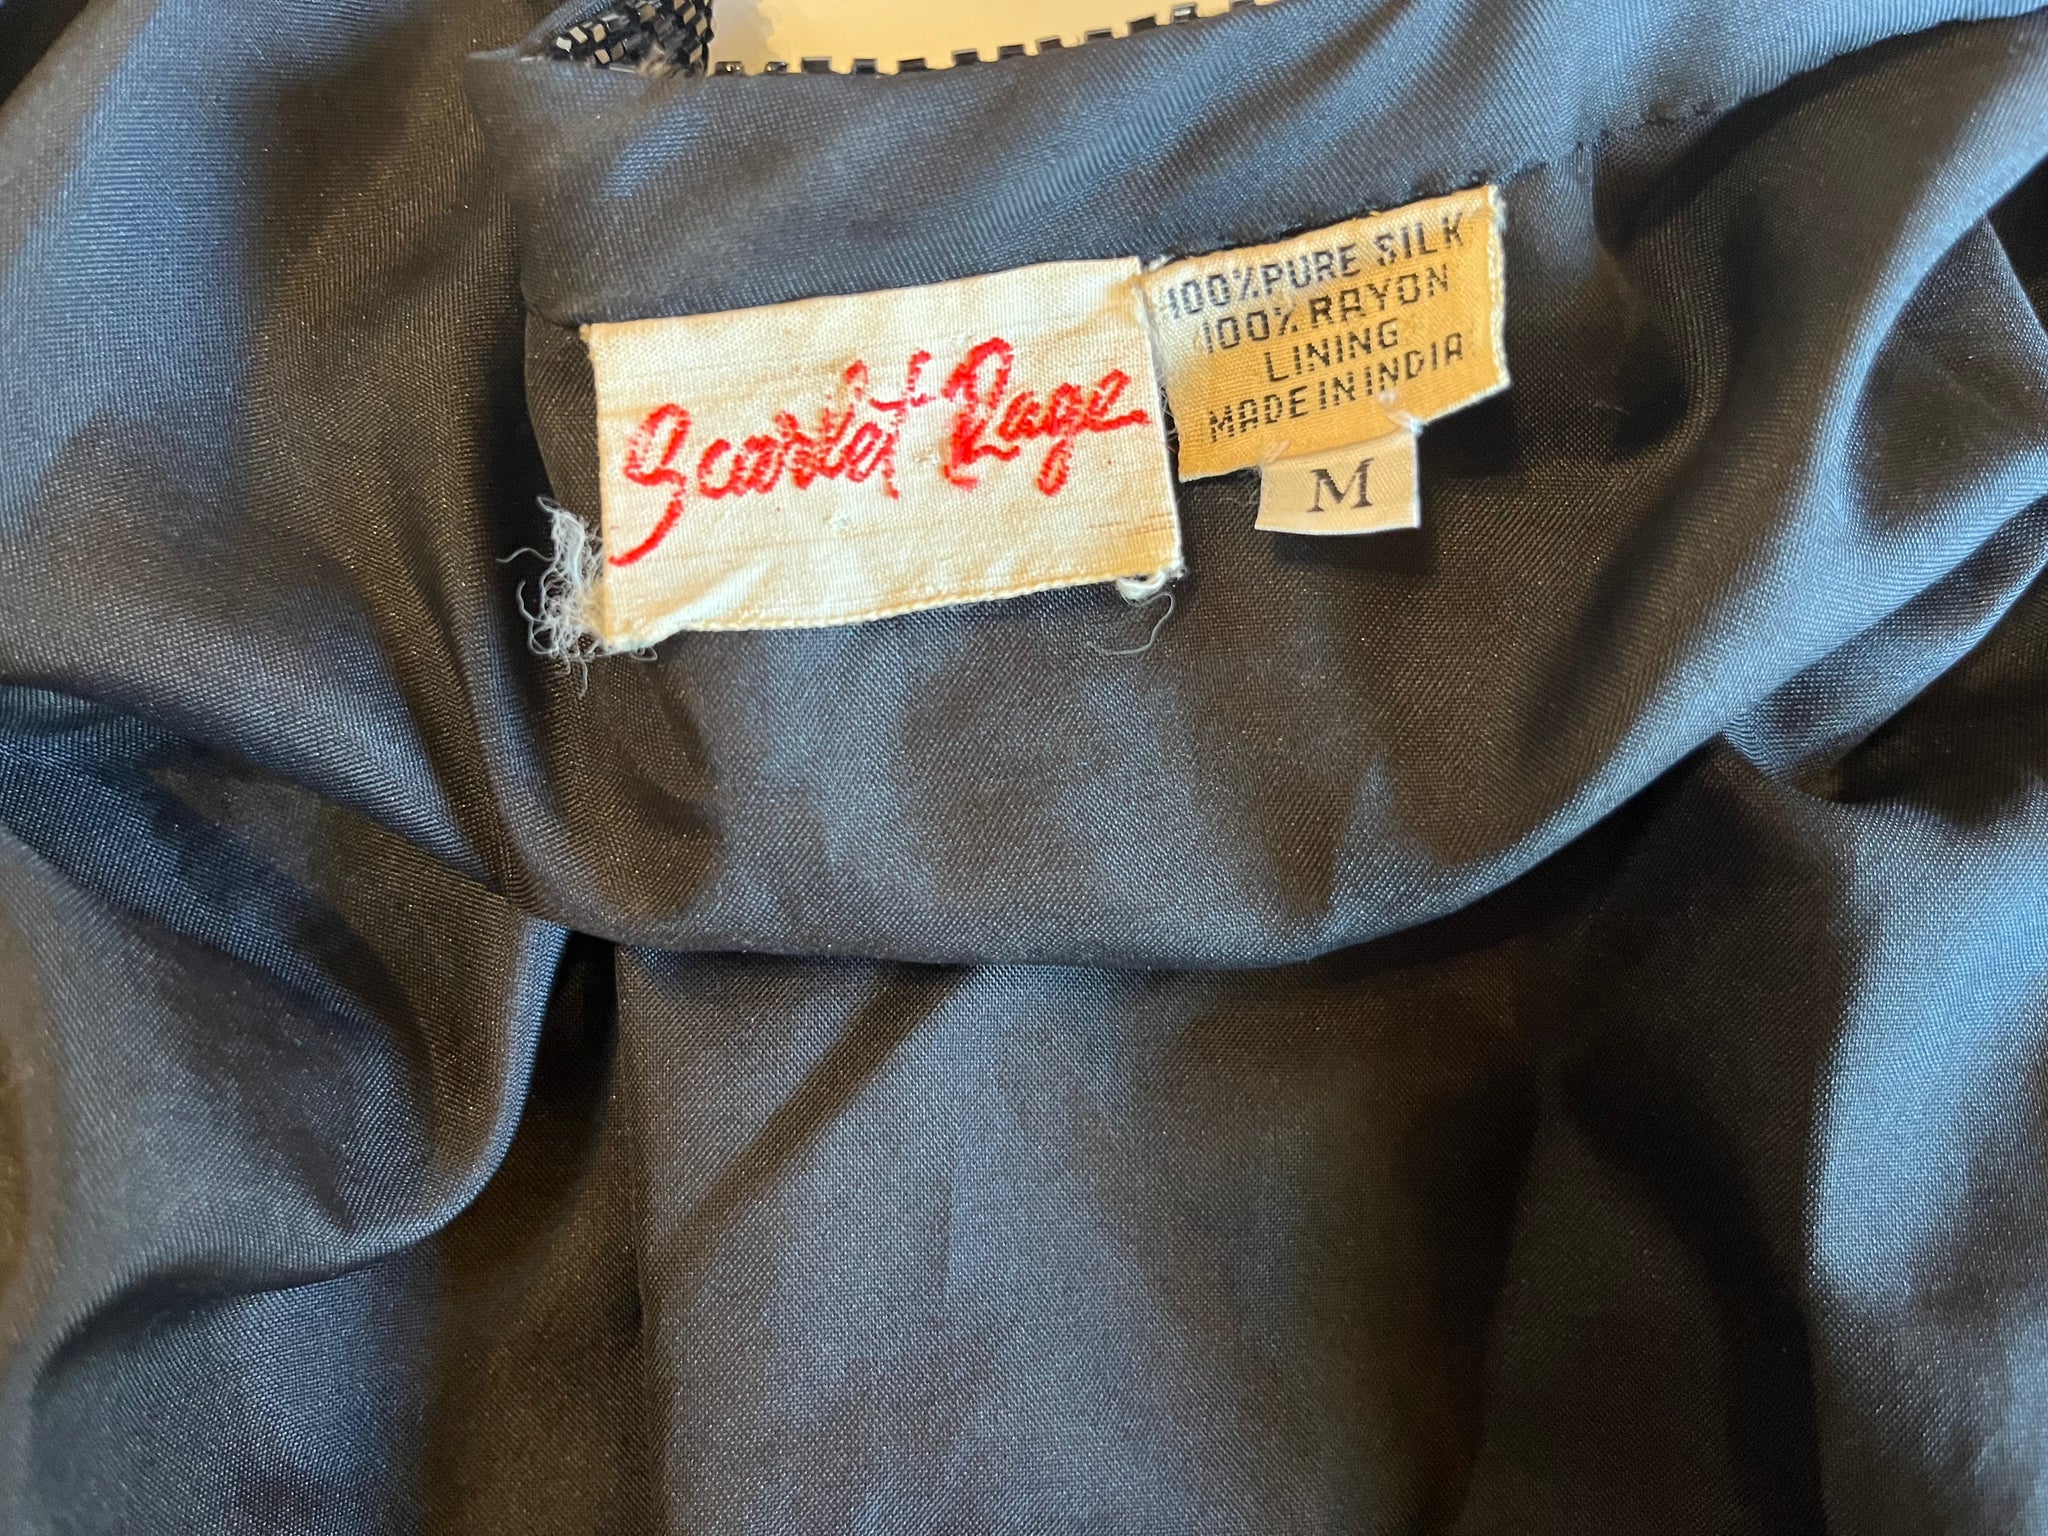 Scarlet Rage
100% PURE SILK
100% RAYON
LINING
MADE IN INDIA
M